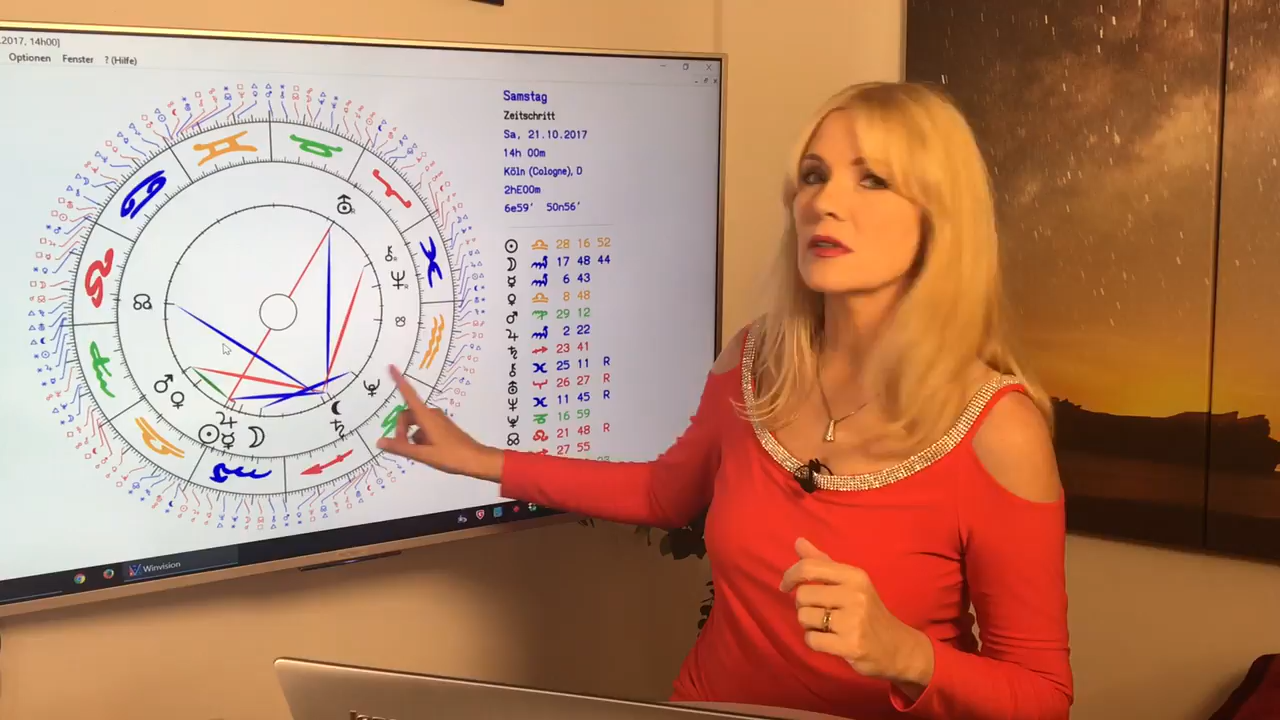 .2017, 14h00]
Optionen Fenster ? (Hilfe)
Samstag
Zeitschritt
Sa, 21.10.2017
14h 00m
Köln (Cologne), D
2hE00m
6e59' 50n56'
28 16 52
17 48 44
6 43
8 48
29 12
2 22
23 41
25 11 R
26 27 R
11 45 R
16 59
21 48 R
27 55
Winvision